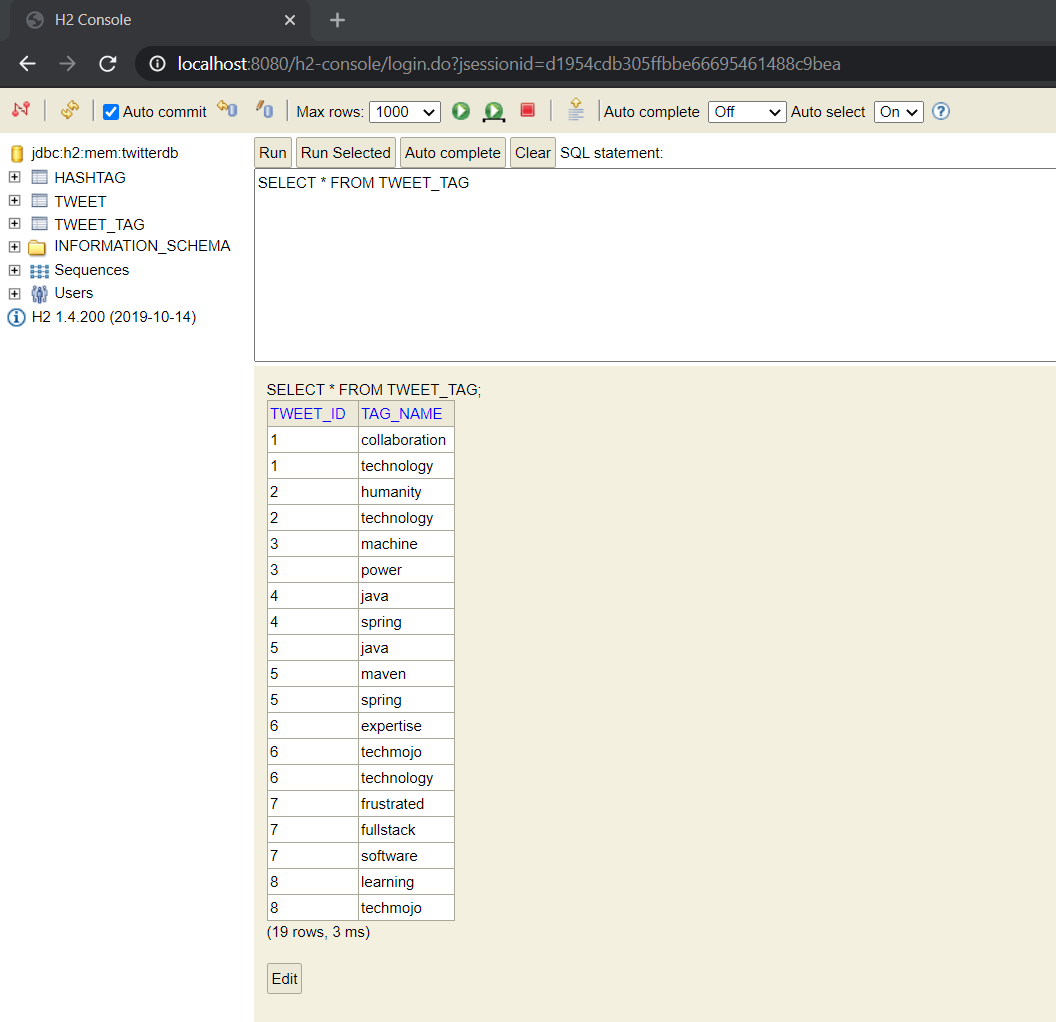 H2 Console
localhost:8080/h2-console/login.do?jsessionid=d1954cdb305ffbbe66695461488c9bea
Auto commit Max rows: 1000 Auto complete Off Auto select On ?
jdbc:h2:mem:twitterdb
HASHTAG
TWEET
TWEET_TAG
INFORMATION_SCHEMA
Sequences
Users
H2 1.4.200 (2019-10-14)
Run Run Selected Auto complete Clear SQL statement:
SELECT * FROM TWEET_TAG
SELECT * FROM TWEET_TAG;
TWEET_ID TAG_NAME
1 collaboration
1 technology
2 humanity
2 technology
3 machine
3 power
4 java
4 spring
5 java
5 maven
5 spring
6 expertise
6 techmojo
6 technology
7 frustrated
7 fullstack
7 software
8 learning
8 techmojo
(19 rows, 3 ms)
Edit